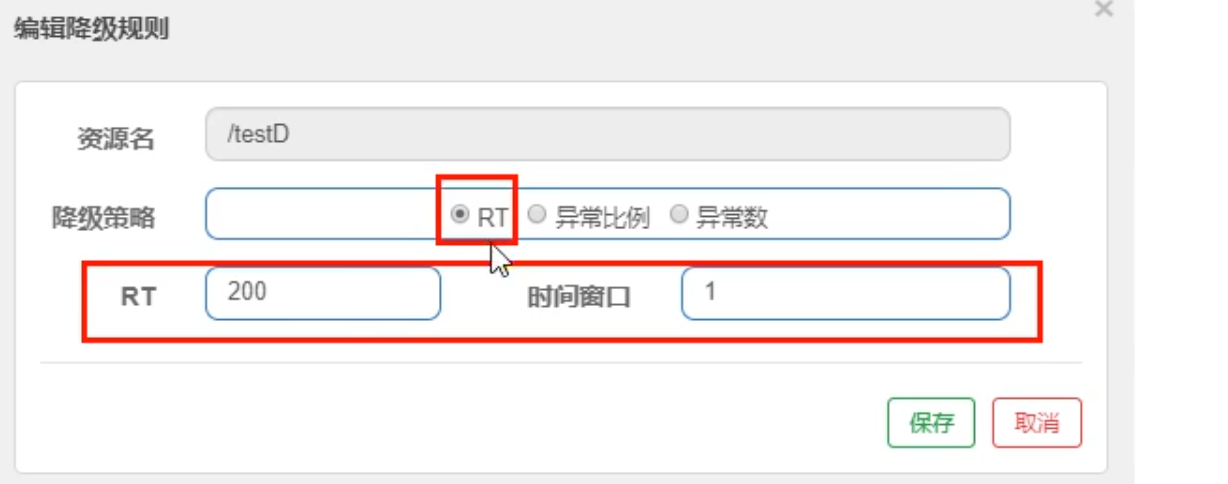 编辑降级规则 ×
资源名 /testD
降级策略 RT 异常比例 异常数
RT 200 时间窗口 1
保存 取消